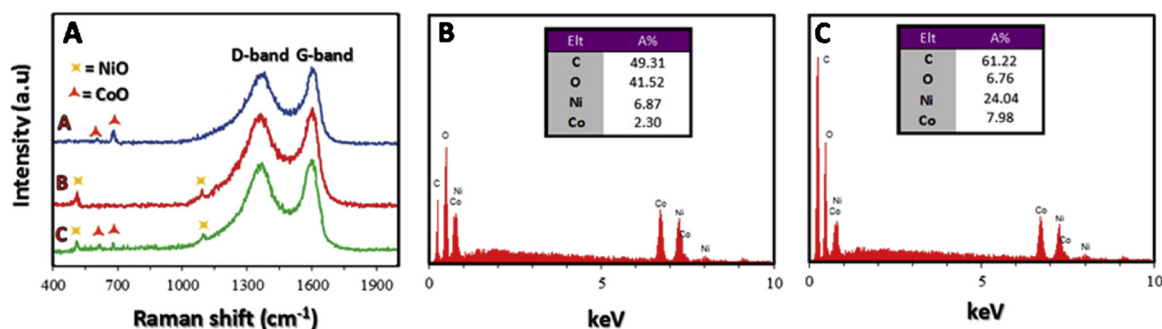 A
D-band G-band
= NiO
= CoO
A
B
C
Intensity (a.u)
400 700 1000 1300 1600 1900
Raman shift (cm-1)
B
Elt A%
C 49.31
O 41.52
Ni 6.87
Co 2.30
O
C
Ni
Co
Co
Ni
Co
Ni
0 5 10
keV
C
Elt A%
C 61.22
O 6.76
Ni 24.04
Co 7.98
C
O
Ni
Co
Co
Ni
Co
Ni
0 5 10
keV